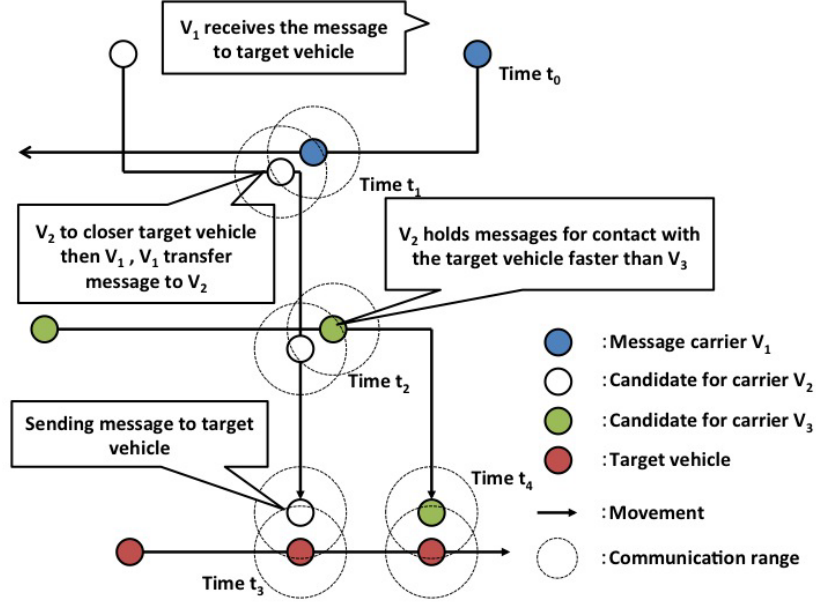 V₁ receives the message
to target vehicle
Time t₀
Time t₁
V₂ to closer target vehicle
then V₁ , V₁ transfer
message to V₂
V₂ holds messages for contact with
the target vehicle faster than V₃
Time t₂
: Message carrier V₁
: Candidate for carrier V₂
: Candidate for carrier V₃
: Target vehicle
: Movement
: Communication range
Sending message to target
vehicle
Time t₄
Time t₃